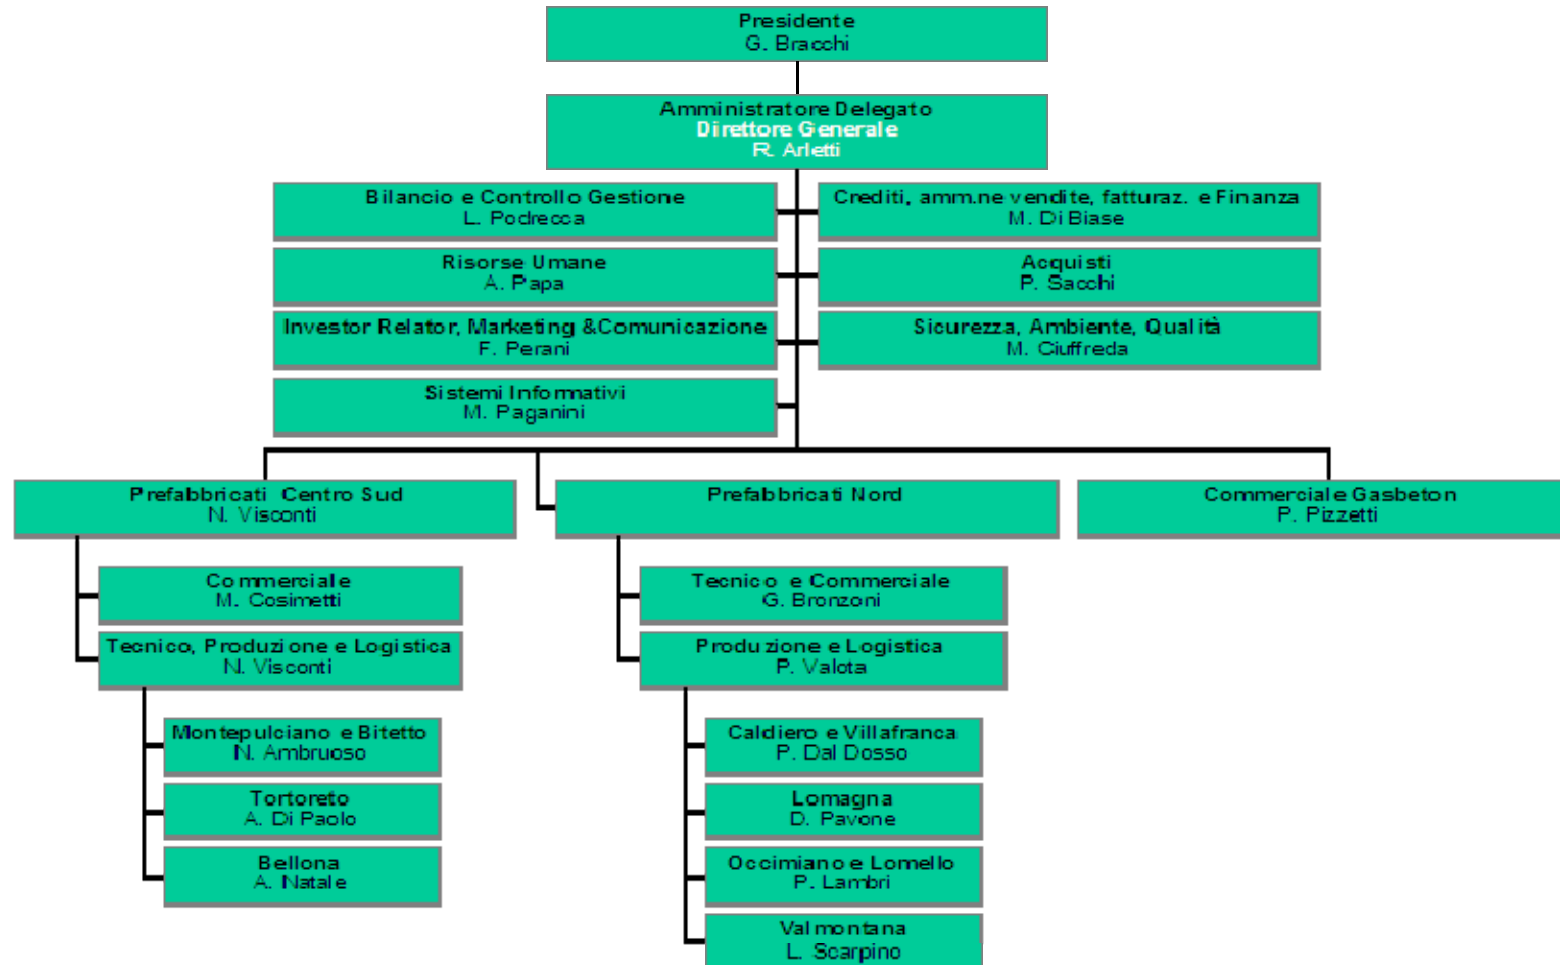 Presidente
G. Bracchi
Amministratore Delegato
Direttore Generale
R. Arletti
Bilancio e Controllo Gestione
L. Podrecca
Crediti, amm.ne vendite, fatturaz. e Finanza
M. Di Biase
Risorse Umane
A. Papa
Acquisti
P. Sacchi
Investor Relator, Marketing &Comunicazione
F. Perani
Sicurezza, Ambiente, Qualità
M. Ciuffreda
Sistemi Informativi
M. Paganini
Prefabbricati Centro Sud
N. Visconti
Prefabbricati Nord
Commerciale Gasbeton
P. Pizzetti
Commerciale
M. Cosimetti
Tecnico, Produzione e Logistica
N. Visconti
Montepulciano e Bitetto
N. Ambruoso
Tortoreto
A. Di Paolo
Bellona
A. Natale
Tecnico e Commerciale
G. Bronzoni
Produzione e Logistica
P. Valota
Caldiero e Villafranca
P. Dal Dosso
Lomagna
D. Pavone
Occimiano e Lomello
P. Lambri
Valmontana
L. Scarpino